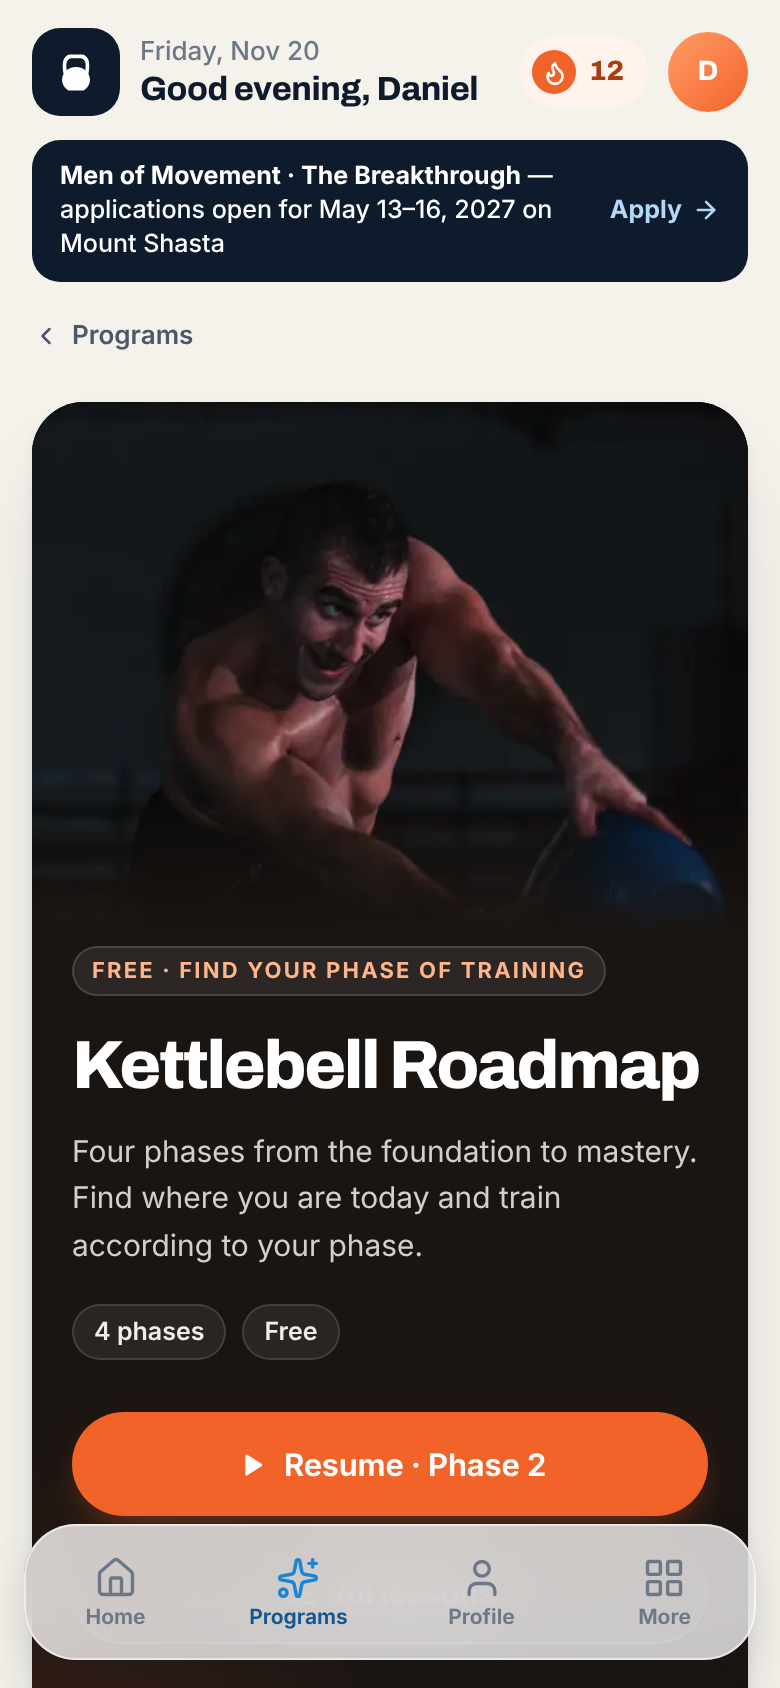 Friday, Nov 20
Good evening, Daniel
12
D
Men of Movement · The Breakthrough —
applications open for May 13–16, 2027 on
Mount Shasta
Apply →
Programs
FREE · FIND YOUR PHASE OF TRAINING
Kettlebell Roadmap
Four phases from the foundation to mastery.
Find where you are today and train
according to your phase.
4 phases
Free
Resume · Phase 2
All lessons
Home
Programs
Profile
More